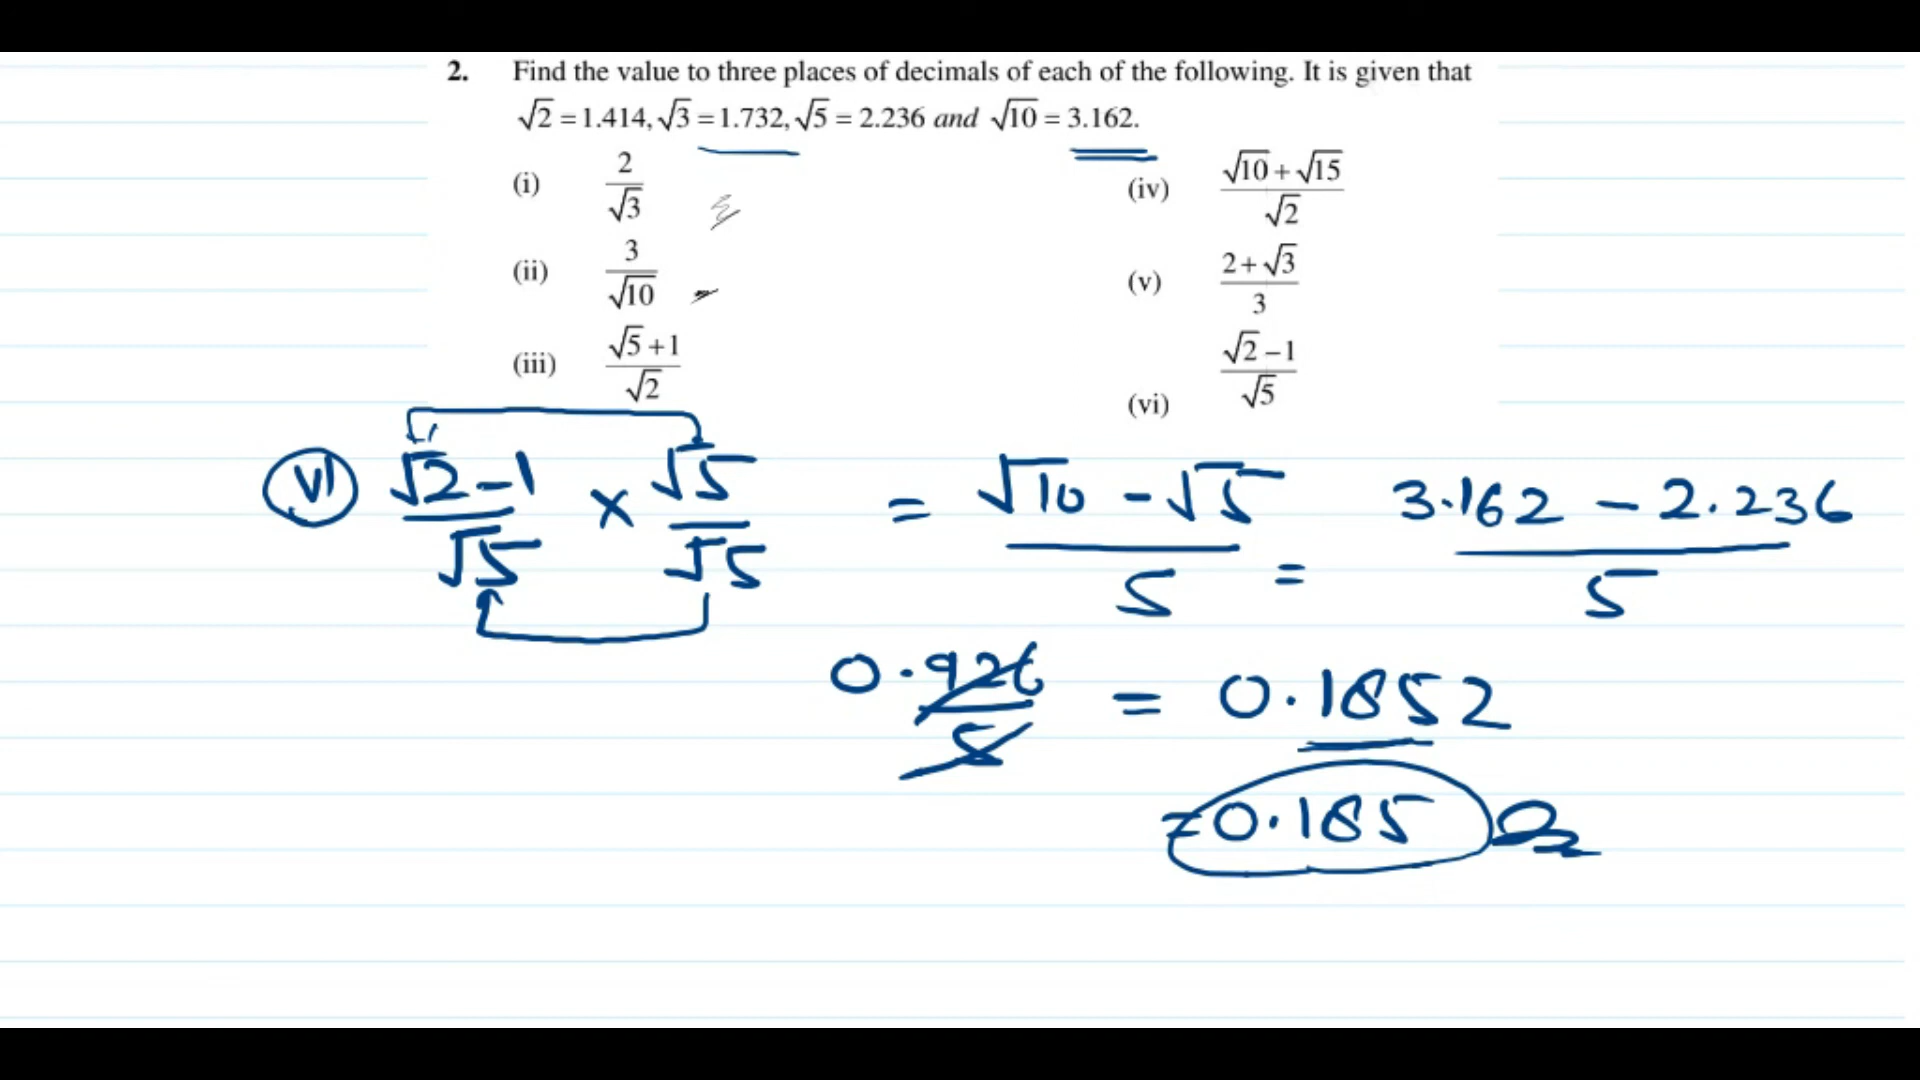 2. Find the value to three places of decimals of each of the following. It is given that
√2 = 1.414, √3 = 1.732, √5 = 2.236 and √10 = 3.162.
(i) 2/√3
(ii) 3/√10
(iii) (√5+1)/√2
(iv) (√10+√15)/√2
(v) (2+√3)/3
(vi) (√2–1)/√5
(vi) (√2-1)/√5 × √5/√5 = (√10-√5)/5 = (3.162-2.236)/5
0.926/5 = 0.1852
=0.185